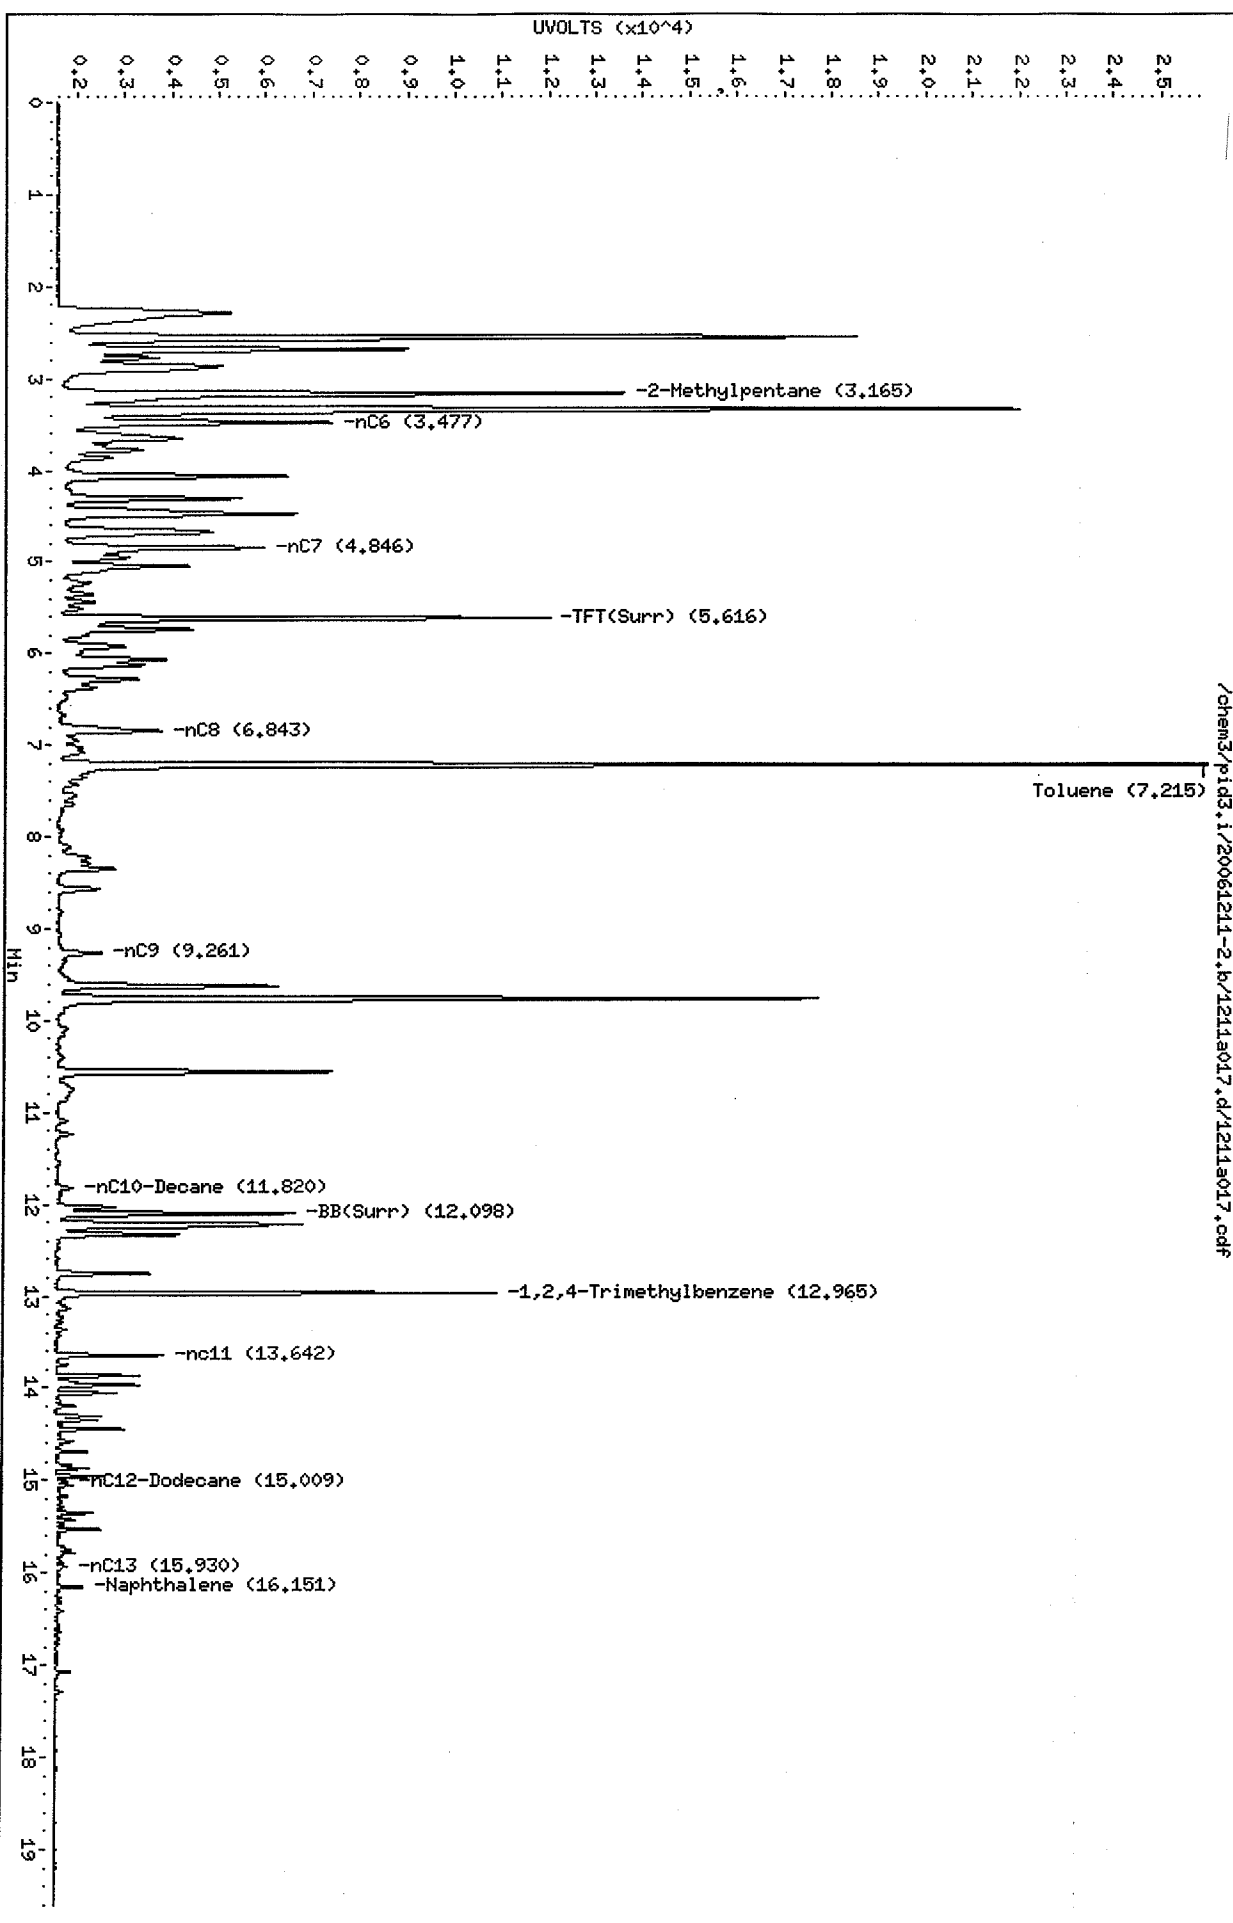 /chem3/pid3.i/20061211-2.b/1211a017.d/1211a017.cdf
UVOLTS (x10^4)
0.2
0.3
0.4
0.5
0.6
0.7
0.8
0.9
1.0
1.1
1.2
1.3
1.4
1.5
1.6
1.7
1.8
1.9
2.0
2.1
2.2
2.3
2.4
2.5
-2-Methylpentane (3.165)
-nC6 (3.477)
-nC7 (4.846)
-TFT(Surr) (5.616)
-nC8 (6.843)
Toluene (7.215)
-nC9 (9.261)
-nC10-Decane (11.820)
-BB(Surr) (12.098)
-1,2,4-Trimethylbenzene (12.965)
-nc11 (13.642)
-nC12-Dodecane (15.009)
-nC13 (15.930)
-Naphthalene (16.151)
0
1
2
3
4
5
6
7
8
9
10
11
12
13
14
15
16
17
18
19
Min